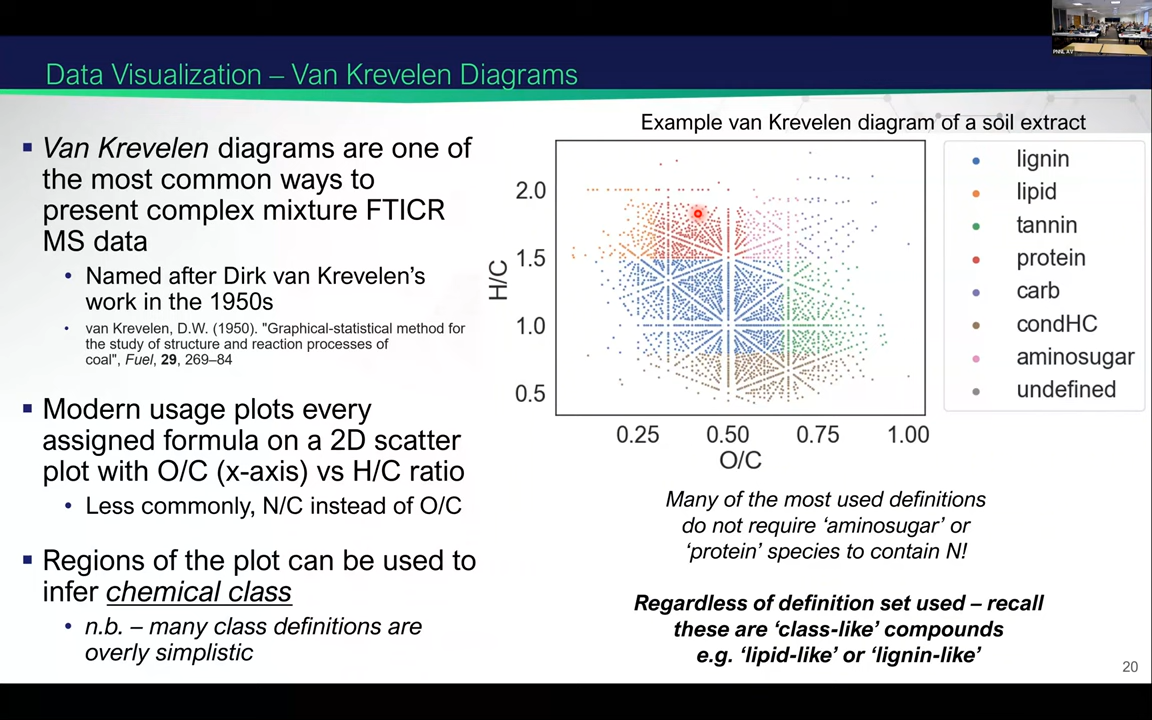 Data Visualization – Van Krevelen Diagrams
PNNL AV
▪ Van Krevelen diagrams are one of
the most common ways to
present complex mixture FTICR
MS data
• Named after Dirk van Krevelen’s
work in the 1950s
• van Krevelen, D.W. (1950). "Graphical-statistical method for
the study of structure and reaction processes of
coal", Fuel, 29, 269–84
▪ Modern usage plots every
assigned formula on a 2D scatter
plot with O/C (x-axis) vs H/C ratio
• Less commonly, N/C instead of O/C
▪ Regions of the plot can be used to
infer chemical class
• n.b. – many class definitions are
overly simplistic
Example van Krevelen diagram of a soil extract
H/C
2.0
1.5
1.0
0.5
0.25 0.50 0.75 1.00
O/C
lignin
lipid
tannin
protein
carb
condHC
aminosugar
undefined
Many of the most used definitions
do not require ‘aminosugar’ or
‘protein’ species to contain N!
Regardless of definition set used – recall
these are ‘class-like’ compounds
e.g. ‘lipid-like’ or ‘lignin-like’
20